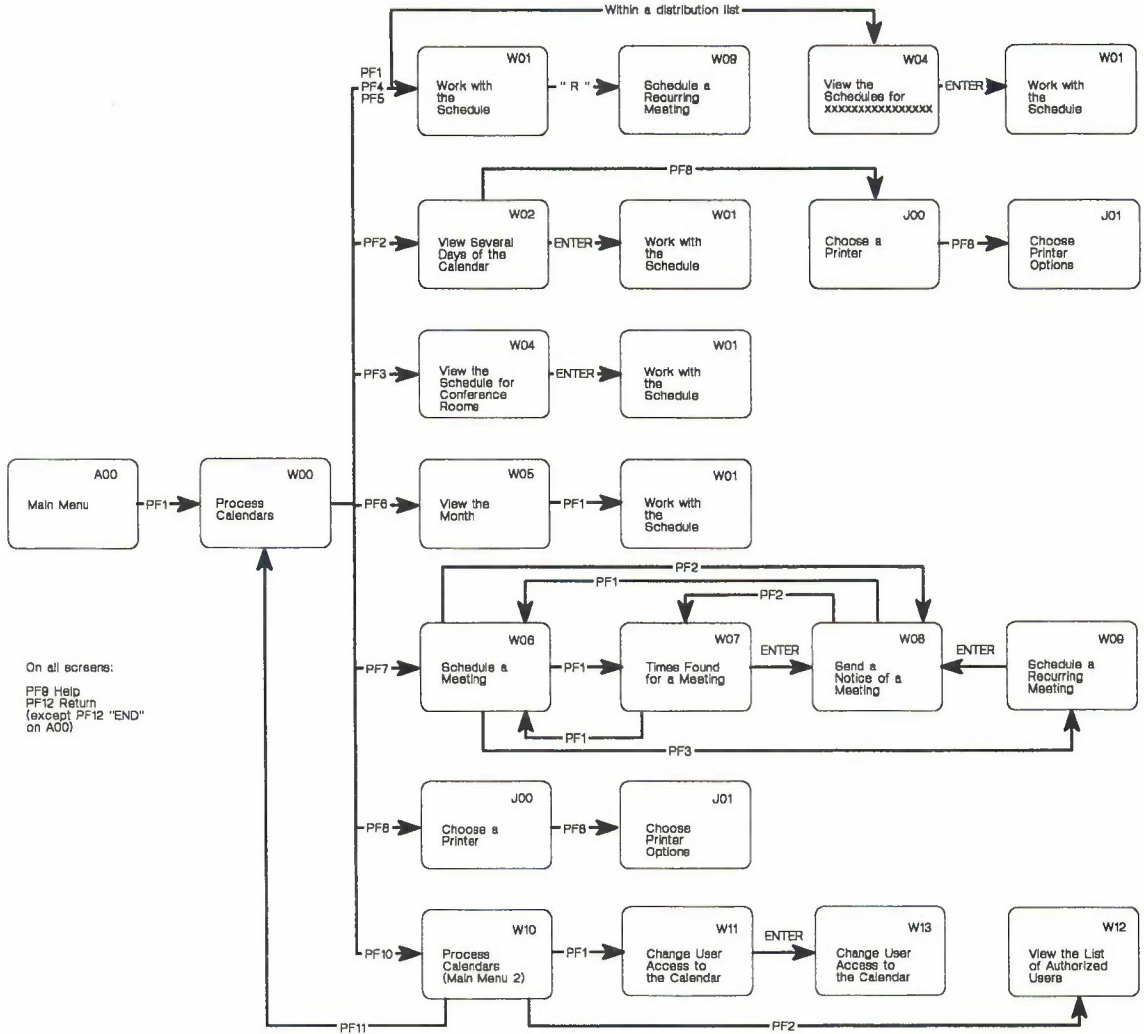 Within a distribution list
PF1
PF4
PF5
W01
Work with
the
Schedule
" R "
W09
Schedule a
Recurring
Meeting
W04
View the
Schedules for
xxxxxxxxxxxxxxxxx
ENTER
W01
Work with
the
Schedule
PF8
PF2
W02
View Several
Days of the
Calendar
ENTER
W01
Work with
the
Schedule
J00
Choose a
Printer
PF8
J01
Choose
Printer
Options
PF3
W04
View the
Schedule for
Conference
Rooms
ENTER
W01
Work with
the
Schedule
A00
Main Menu
PF1
W00
Process
Calendars
PF6
W05
View the
Month
PF1
W01
Work with
the
Schedule
PF2
PF1
PF2
PF7
W06
Schedule a
Meeting
PF1
W07
Times Found
for a Meeting
ENTER
W08
Send a
Notice of a
Meeting
ENTER
W09
Schedule a
Recurring
Meeting
PF1
PF3
On all screens:
PF9 Help
PF12 Return
(except PF12 "END"
on A00)
PF8
J00
Choose a
Printer
PF8
J01
Choose
Printer
Options
PF10
W10
Process
Calendars
(Main Menu 2)
PF1
W11
Change User
Access to
the Calendar
ENTER
W13
Change User
Access to
the Calendar
W12
View the List
of Authorized
Users
PF11
PF2